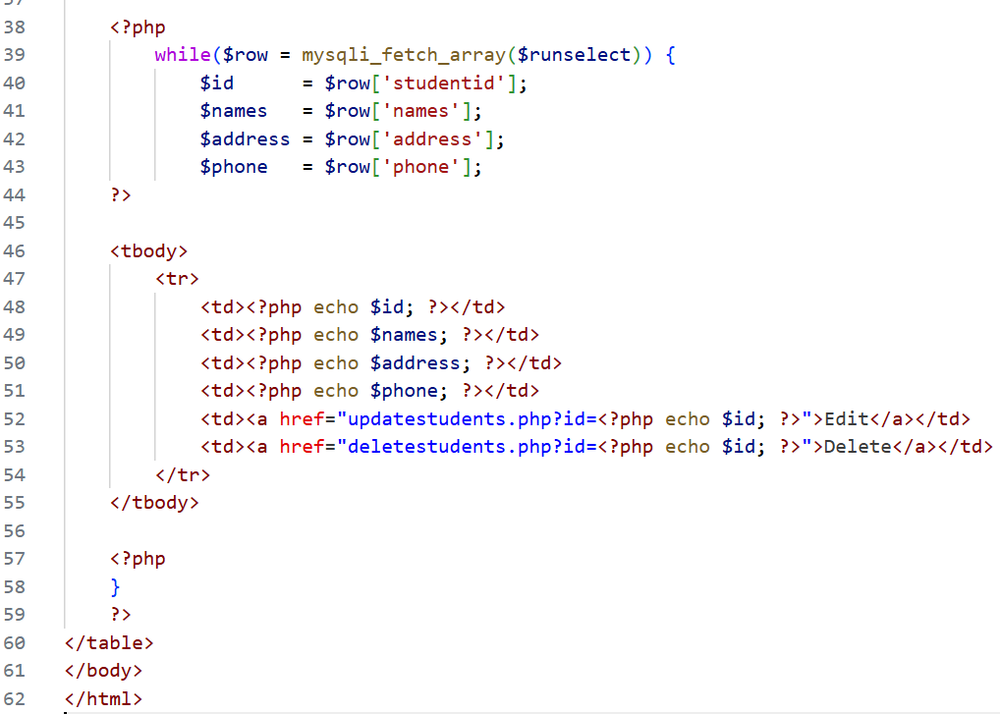 38 <?php
39 while($row = mysqli_fetch_array($runselect)) {
40 $id      = $row['studentid'];
41 $names   = $row['names'];
42 $address = $row['address'];
43 $phone   = $row['phone'];
44 ?>
45
46 <tbody>
47 <tr>
48 <td><?php echo $id; ?></td>
49 <td><?php echo $names; ?></td>
50 <td><?php echo $address; ?></td>
51 <td><?php echo $phone; ?></td>
52 <td><a href="updatestudents.php?id=<?php echo $id; ?>">Edit</a></td>
53 <td><a href="deletestudents.php?id=<?php echo $id; ?>">Delete</a></td>
54 </tr>
55 </tbody>
56
57 <?php
58 }
59 ?>
60 </table>
61 </body>
62 </html>